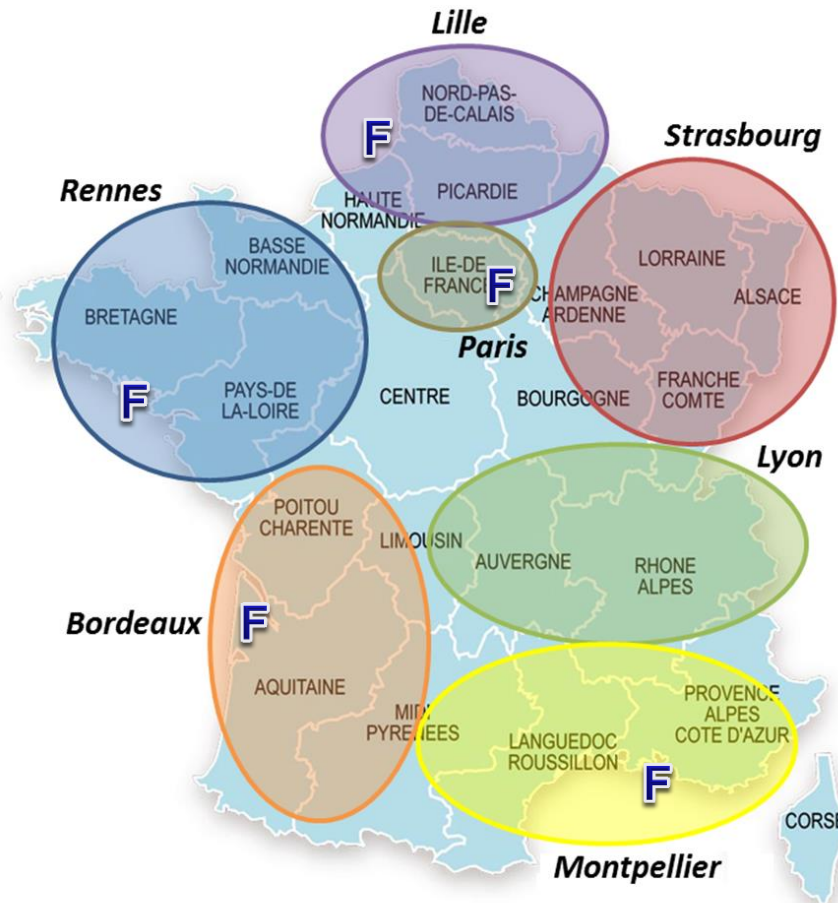 Lille
NORD-PAS-
DE-CALAIS
F
Strasbourg
Rennes
PICARDIE
HAUTE
NORMANDIE
BASSE
NORMANDIE
LORRAINE
ILE-DE
FRANCE
F
CHAMPAGNE
ARDENNE
ALSACE
BRETAGNE
Paris
F
PAYS-DE
LA-LOIRE
CENTRE
BOURGOGNE
FRANCHE
COMTE
Lyon
POITOU
CHARENTE
LIMOUSIN
AUVERGNE
RHONE
ALPES
Bordeaux
F
AQUITAINE
MIDI
PYRENEES
PROVENCE
ALPES
COTE D'AZUR
LANGUEDOC
ROUSSILLON
F
CORSE
Montpellier